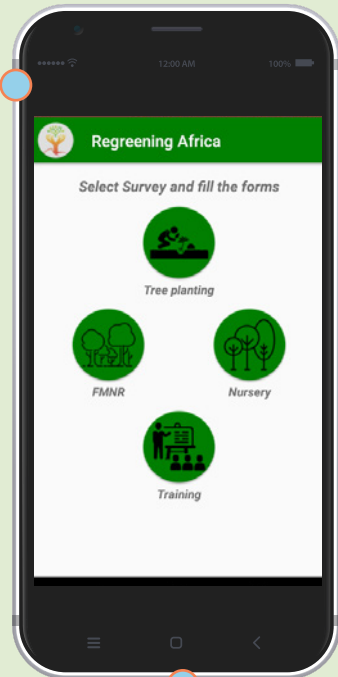 12:00 AM 100%
Regreening Africa
Select Survey and fill the forms
Tree planting
FMNR Nursery
Training